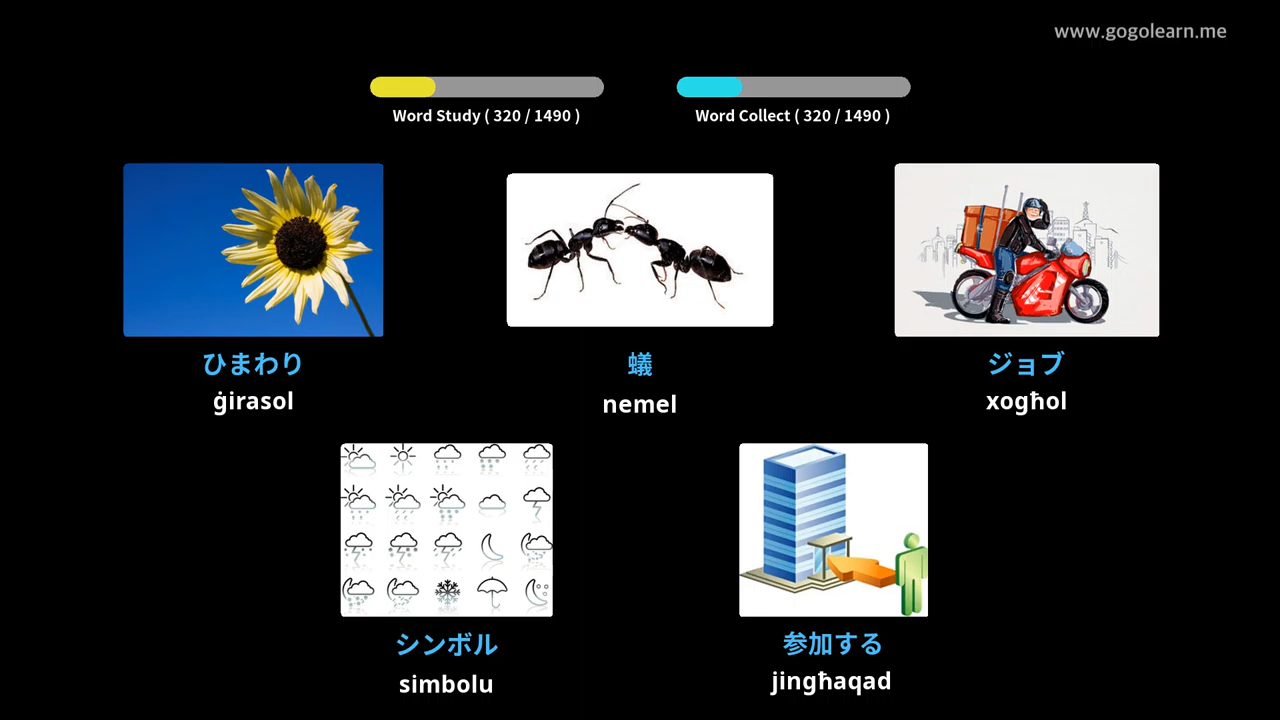 www.gogolearn.me
Word Study ( 320 / 1490 )
Word Collect ( 320 / 1490 )
ひまわり
ġirasol
蟻
nemel
ジョブ
xogħol
シンボル
simbolu
参加する
jingħaqad